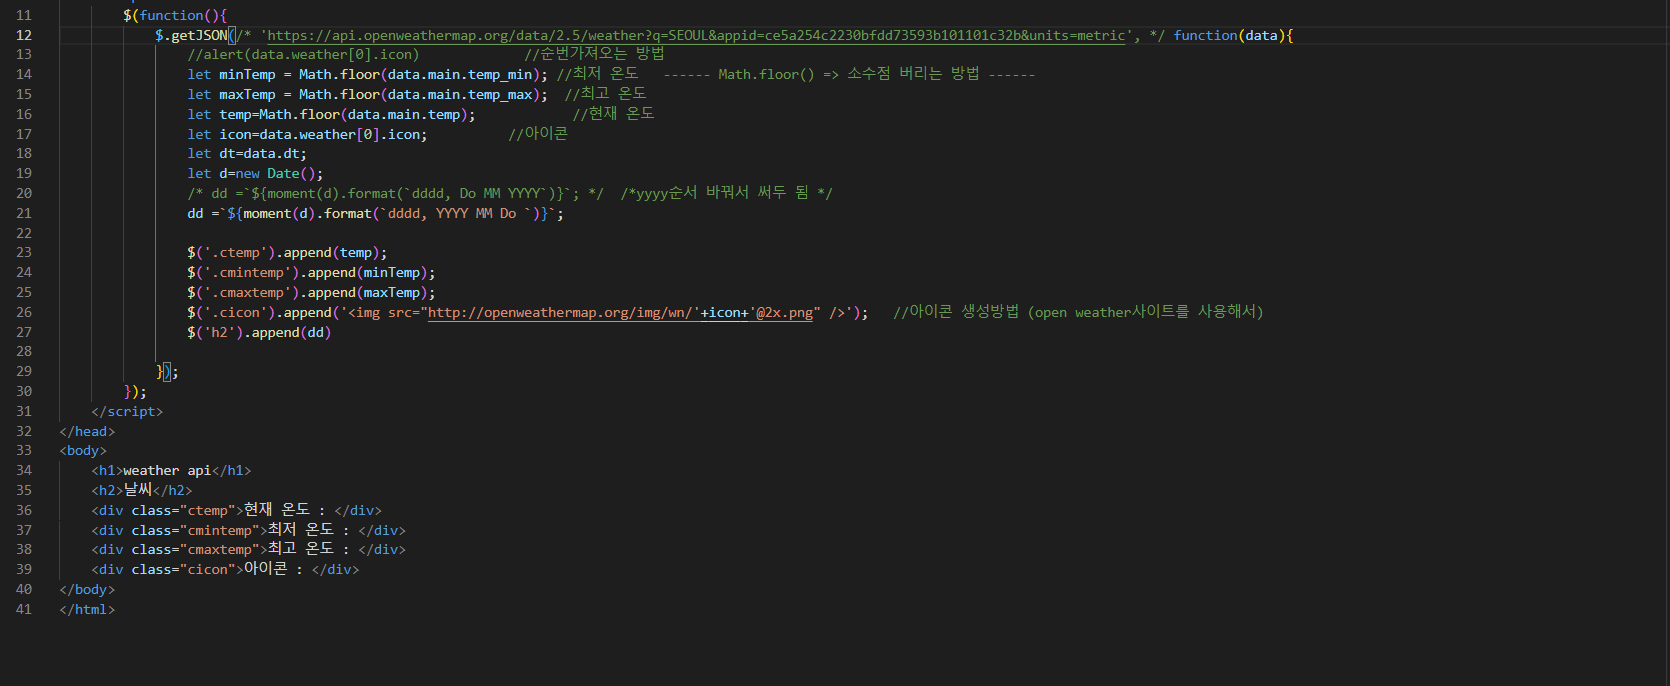 11 $(function(){
12 $.getJSON(/* 'https://api.openweathermap.org/data/2.5/weather?q=SEOUL&appid=ce5a254c2230bfdd73593b101101c32b&units=metric', */ function(data){
13 //alert(data.weather[0].icon) //순번가져오는 방법
14 let minTemp = Math.floor(data.main.temp_min); //최저 온도 ------ Math.floor() => 소수점 버리는 방법 ------
15 let maxTemp = Math.floor(data.main.temp_max); //최고 온도
16 let temp=Math.floor(data.main.temp); //현재 온도
17 let icon=data.weather[0].icon; //아이콘
18 let dt=data.dt;
19 let d=new Date();
20 /* dd =`${moment(d).format(`dddd, Do MM YYYY`)}`; */ /*yyyy순서 바꿔서 써두 됨 */
21 dd =`${moment(d).format(`dddd, YYYY MM Do `)}`;
22
23 $('.ctemp').append(temp);
24 $('.cmintemp').append(minTemp);
25 $('.cmaxtemp').append(maxTemp);
26 $('.cicon').append('<img src="http://openweathermap.org/img/wn/'+icon+'@2x.png" />'); //아이콘 생성방법 (open weather사이트를 사용해서)
27 $('h2').append(dd)
28
29 });
30 });
31 </script>
32 </head>
33 <body>
34 <h1>weather api</h1>
35 <h2>날씨</h2>
36 <div class="ctemp">현재 온도 : </div>
37 <div class="cmintemp">최저 온도 : </div>
38 <div class="cmaxtemp">최고 온도 : </div>
39 <div class="cicon">아이콘 : </div>
40 </body>
41 </html>